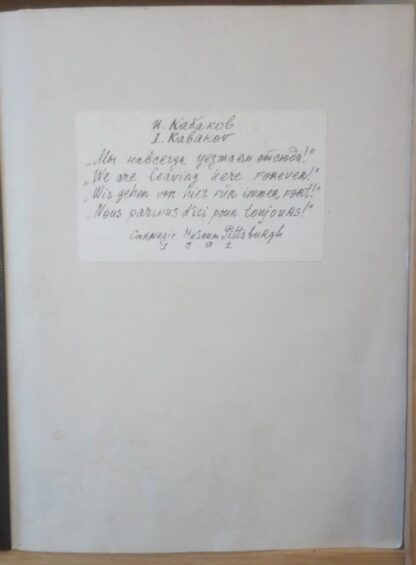 И. Кабаков
I. Kabakov
„Мы навсегда уезжаем отсюда!"
„We are leaving here forever!"
„Wir gehen von hier für immer fort!"
„Nous partons d'ici pour toujours!"
Carnegie Museum Pittsburgh
1991